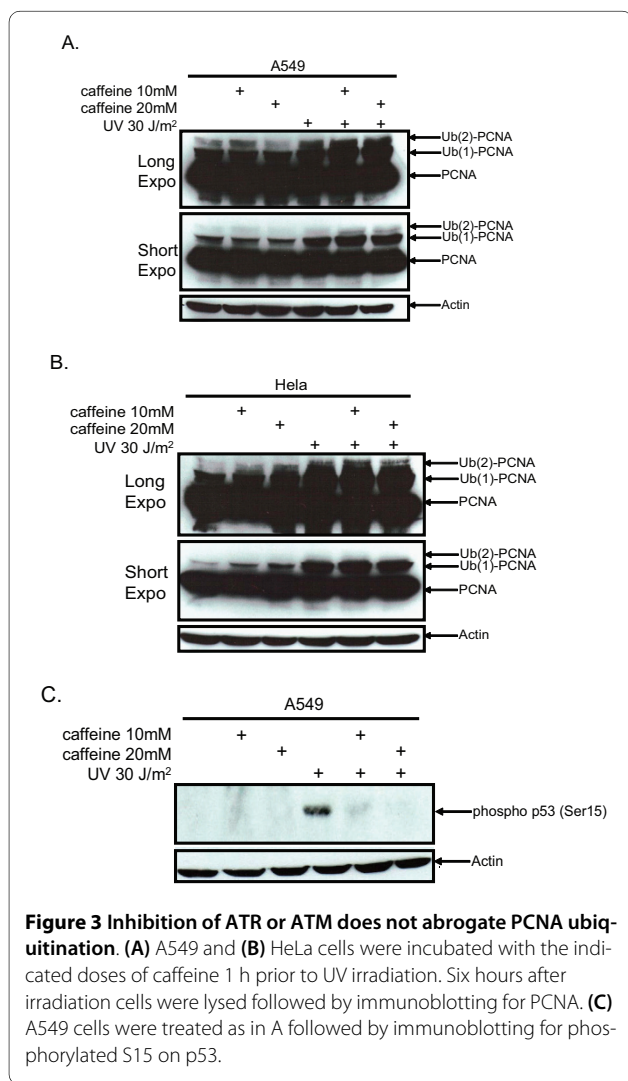 A.
A549
caffeine 10mM + +
caffeine 20mM + +
UV 30 J/m² + + +
Long
Expo
Ub(2)-PCNA
Ub(1)-PCNA
PCNA
Short
Expo
Ub(2)-PCNA
Ub(1)-PCNA
PCNA
Actin
B.
Hela
caffeine 10mM + +
caffeine 20mM + +
UV 30 J/m² + + +
Long
Expo
Ub(2)-PCNA
Ub(1)-PCNA
PCNA
Short
Expo
Ub(2)-PCNA
Ub(1)-PCNA
PCNA
Actin
C.
A549
caffeine 10mM + +
caffeine 20mM + +
UV 30 J/m² + + +
phospho p53 (Ser15)
Actin
Figure 3 Inhibition of ATR or ATM does not abrogate PCNA ubiq-
uitination. (A) A549 and (B) HeLa cells were incubated with the indi-
cated doses of caffeine 1 h prior to UV irradiation. Six hours after
irradiation cells were lysed followed by immunoblotting for PCNA. (C)
A549 cells were treated as in A followed by immunoblotting for phos-
phorylated S15 on p53.